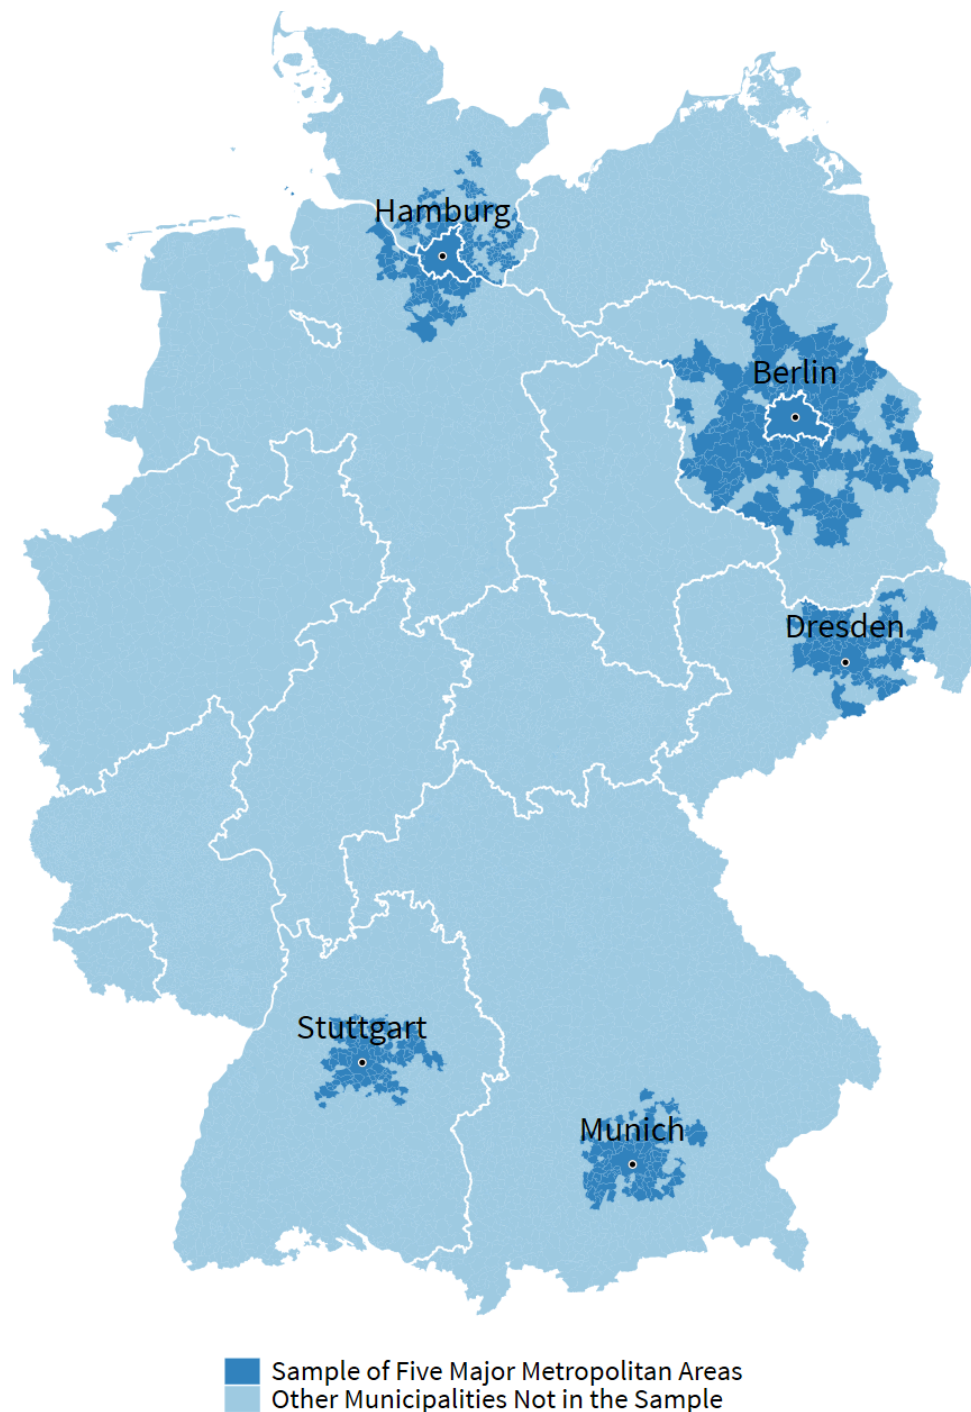 Hamburg
Berlin
Dresden
Stuttgart
Munich
Sample of Five Major Metropolitan Areas
Other Municipalities Not in the Sample